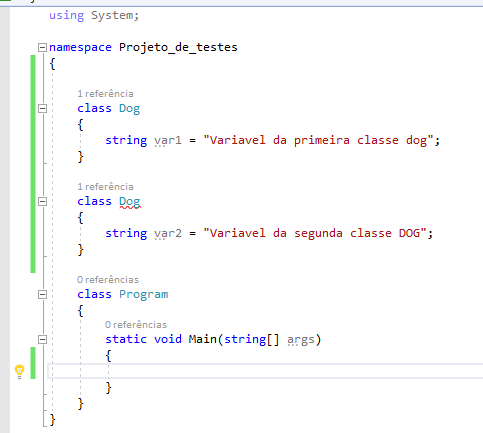 using System;
namespace Projeto_de_testes
{
1 referência
class Dog
{
string var1 = "Variavel da primeira classe dog";
}
1 referência
class Dog
{
string var2 = "Variavel da segunda classe DOG";
}
0 referências
class Program
{
0 referências
static void Main(string[] args)
{
}
}
}